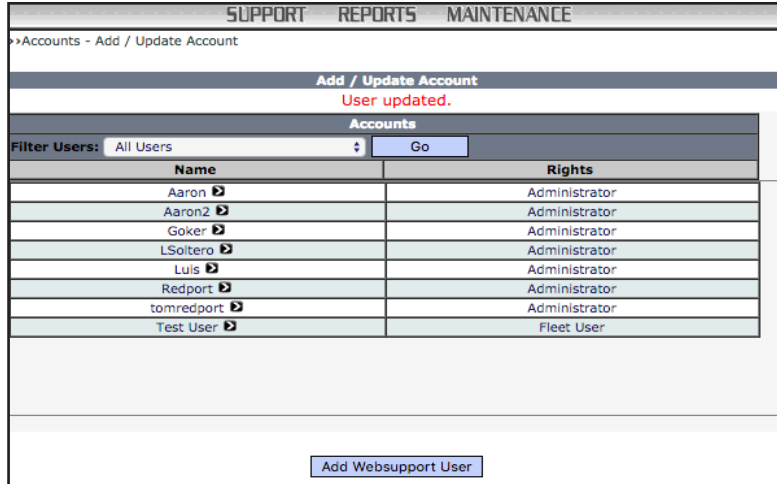 SUPPORT REPORTS MAINTENANCE
››Accounts - Add / Update Account
Add / Update Account
User updated.
Accounts
Filter Users: All Users Go
Name Rights
Aaron Administrator
Aaron2 Administrator
Goker Administrator
LSoltero Administrator
Luis Administrator
Redport Administrator
tomredport Administrator
Test User Fleet User
Add Websupport User